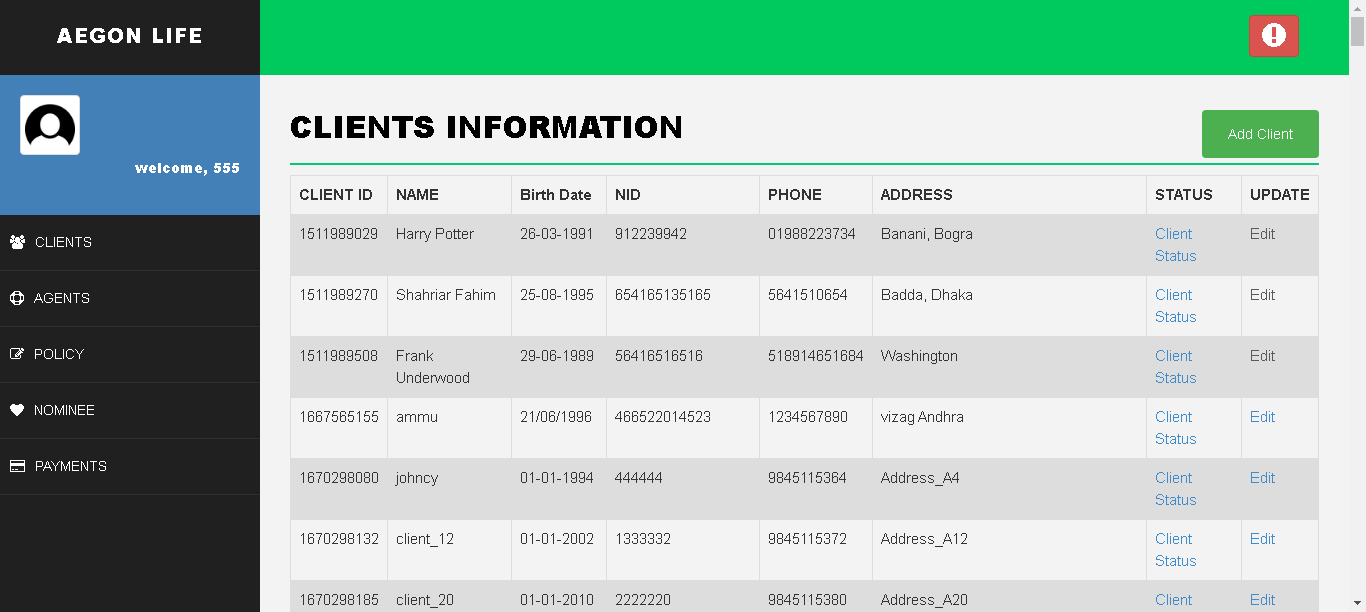 AEGON LIFE
welcome, 555
CLIENTS
AGENTS
POLICY
NOMINEE
PAYMENTS
CLIENTS INFORMATION
Add Client
CLIENT ID NAME Birth Date NID PHONE ADDRESS STATUS UPDATE
1511989029 Harry Potter 26-03-1991 912239942 01988223734 Banani, Bogra Client Edit
Status
1511989270 Shahriar Fahim 25-08-1995 654165135165 5641510654 Badda, Dhaka Client Edit
Status
1511989508 Frank 29-06-1989 56416516516 518914651684 Washington Client Edit
Underwood Status
1667565155 ammu 21/06/1996 466522014523 1234567890 vizag Andhra Client Edit
Status
1670298080 johncy 01-01-1994 444444 9845115364 Address_A4 Client Edit
Status
1670298132 client_12 01-01-2002 1333332 9845115372 Address_A12 Client Edit
Status
1670298185 client_20 01-01-2010 2222220 9845115380 Address_A20 Client Edit